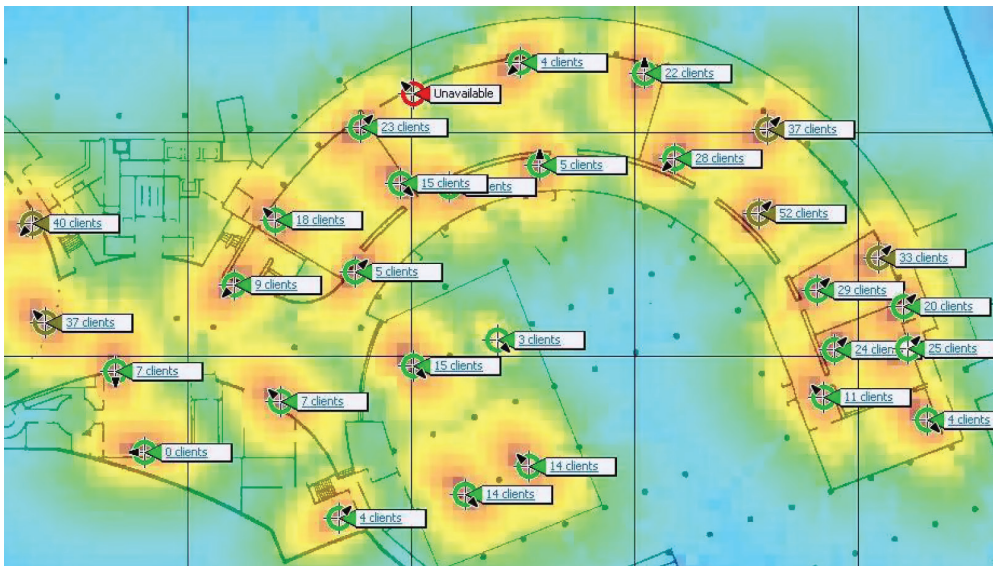 4 clients
22 clients
Unavailable
23 clients
37 clients
28 clients
5 clients
15 clients
clients
40 clients
18 clients
52 clients
33 clients
5 clients
9 clients
29 clients
20 clients
37 clients
3 clients
24 clien
25 clients
15 clients
7 clients
11 clients
7 clients
4 clients
0 clients
14 clients
14 clients
4 clients